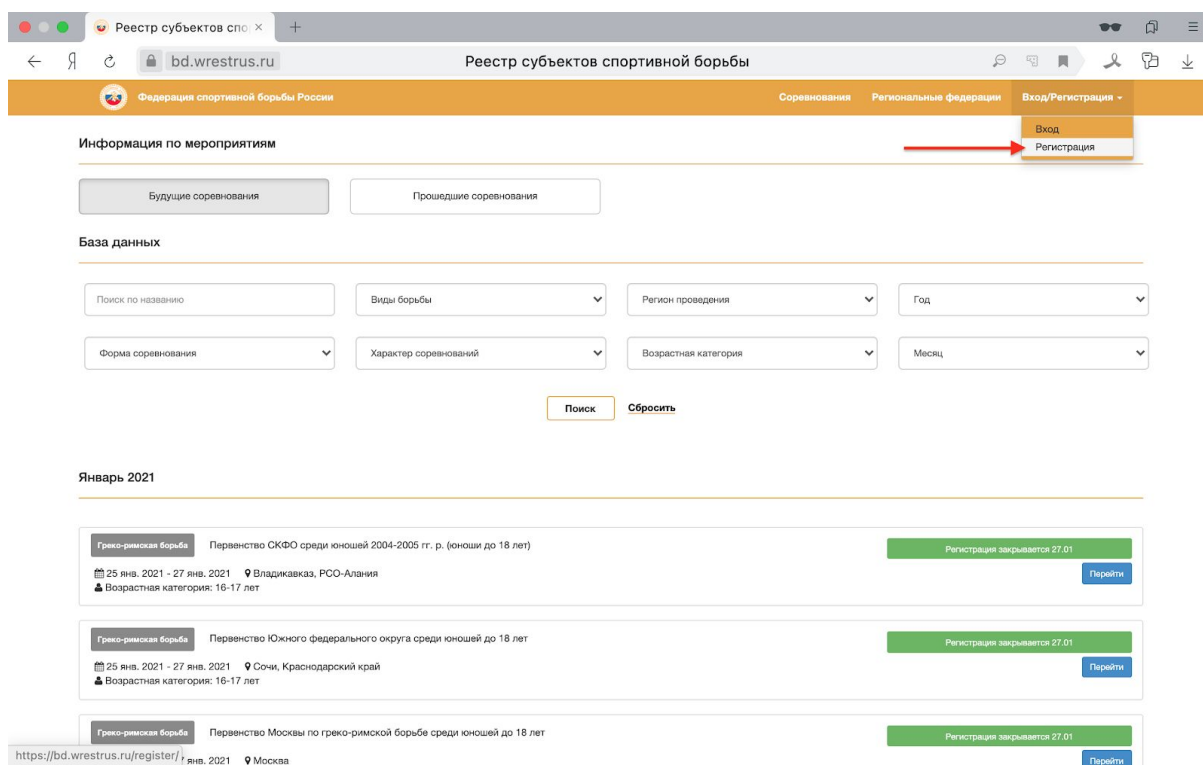 Реестр субъектов спо
bd.wrestrus.ru
Реестр субъектов спортивной борьбы
Федерация спортивной борьбы России
Соревнования
Региональные федерации
Вход/Регистрация
Вход
Регистрация
Информация по мероприятиям
Будущие соревнования
Прошедшие соревнования
База данных
Поиск по названию
Виды борьбы
Регион проведения
Год
Форма соревнования
Характер соревнований
Возрастная категория
Месяц
Поиск
Сбросить
Январь 2021
Греко-римская борьба
Первенство СКФО среди юношей 2004-2005 гг. р. (юноши до 18 лет)
Регистрация закрывается 27.01
25 янв. 2021 - 27 янв. 2021
Владикавказ, РСО-Алания
Перейти
Возрастная категория: 16-17 лет
Греко-римская борьба
Первенство Южного федерального округа среди юношей до 18 лет
Регистрация закрывается 27.01
25 янв. 2021 - 27 янв. 2021
Сочи, Краснодарский край
Перейти
Возрастная категория: 16-17 лет
Греко-римская борьба
Первенство Москвы по греко-римской борьбе среди юношей до 18 лет
Регистрация закрывается 27.01
https://bd.wrestrus.ru/register/
янв. 2021
Москва
Перейти